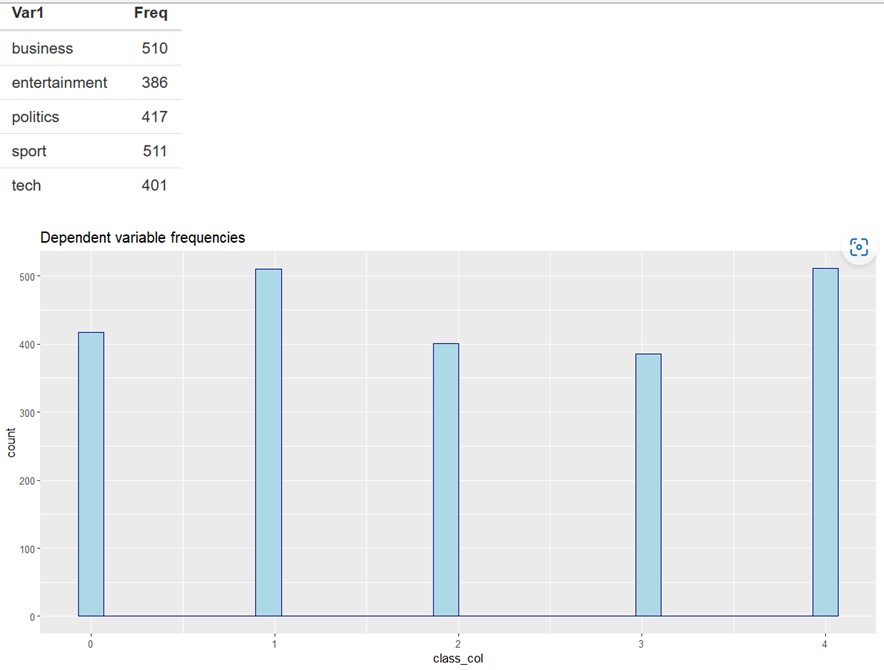 Var1 Freq
business 510
entertainment 386
politics 417
sport 511
tech 401
Dependent variable frequencies
500
400
300
200
100
0
count
0 1 2 3 4
class_col